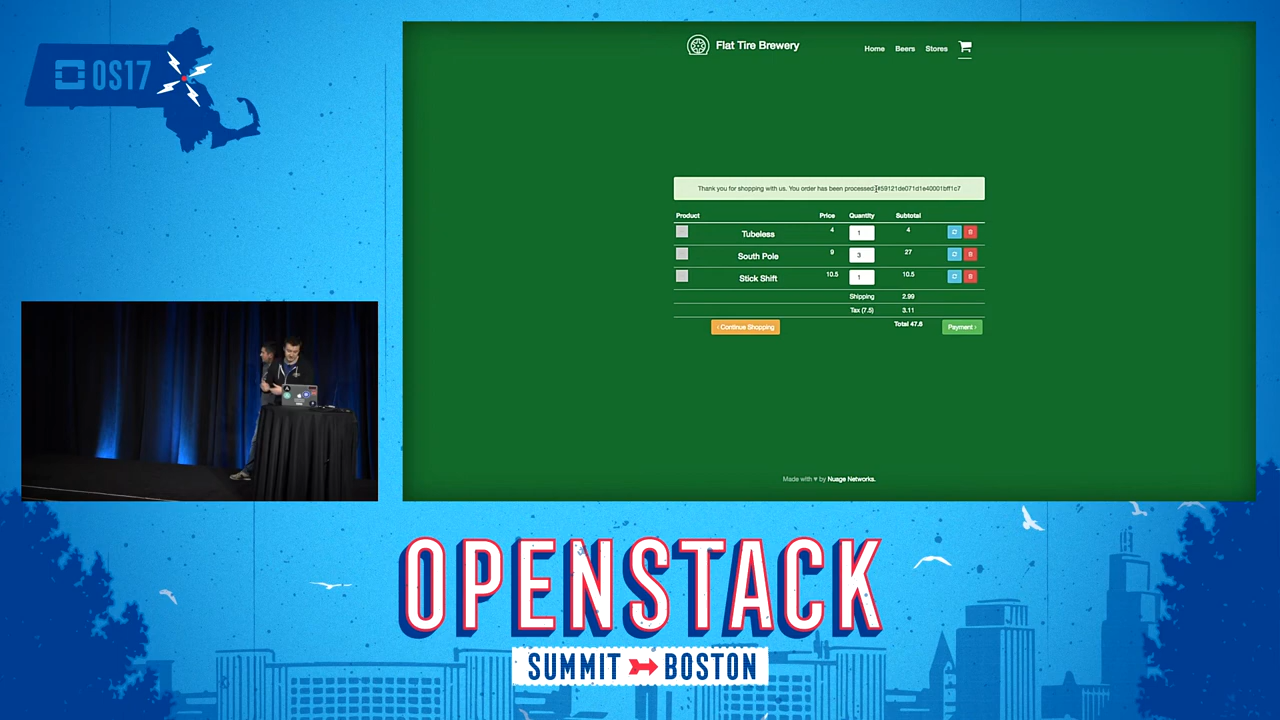 OS17
Flat Tire Brewery
Home Beers Stores
Thank you for shopping with us. You order has been processed.#59121de071d1e40001bff1c7
Product Price Quantity Subtotal
Tubeless 4 1 4
South Pole 9 3 27
Stick Shift 10.5 1 10.5
Shipping 2.99
Tax (7.5) 3.11
‹ Continue Shopping Total 47.6 Payment ›
Made with ♥ by Nuage Networks.
OPENSTACK
SUMMIT BOSTON